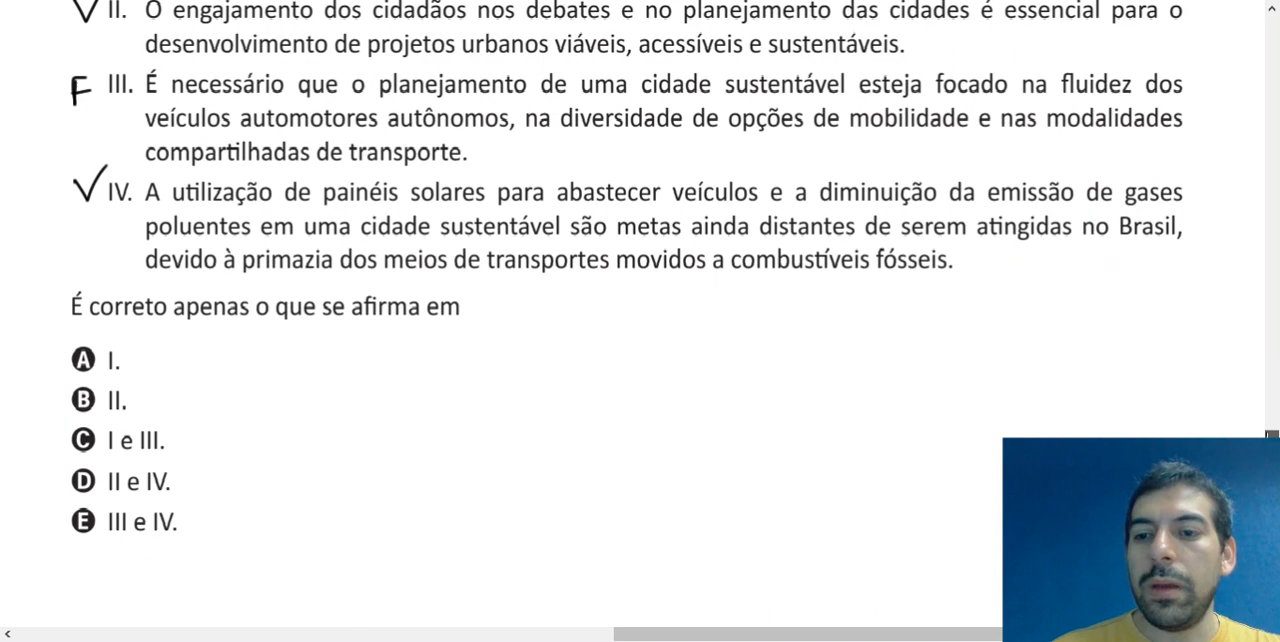 V II. O engajamento dos cidadãos nos debates e no planejamento das cidades é essencial para o
desenvolvimento de projetos urbanos viáveis, acessíveis e sustentáveis.
F III. É necessário que o planejamento de uma cidade sustentável esteja focado na fluidez dos
veículos automotores autônomos, na diversidade de opções de mobilidade e nas modalidades
compartilhadas de transporte.
V IV. A utilização de painéis solares para abastecer veículos e a diminuição da emissão de gases
poluentes em uma cidade sustentável são metas ainda distantes de serem atingidas no Brasil,
devido à primazia dos meios de transportes movidos a combustíveis fósseis.
É correto apenas o que se afirma em
A I.
B II.
C I e III.
D II e IV.
E III e IV.